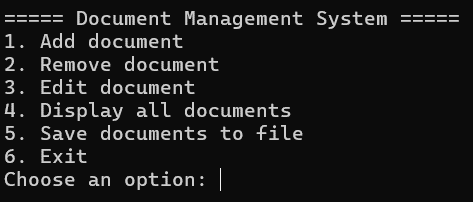 ===== Document Management System =====
1. Add document
2. Remove document
3. Edit document
4. Display all documents
5. Save documents to file
6. Exit
Choose an option: